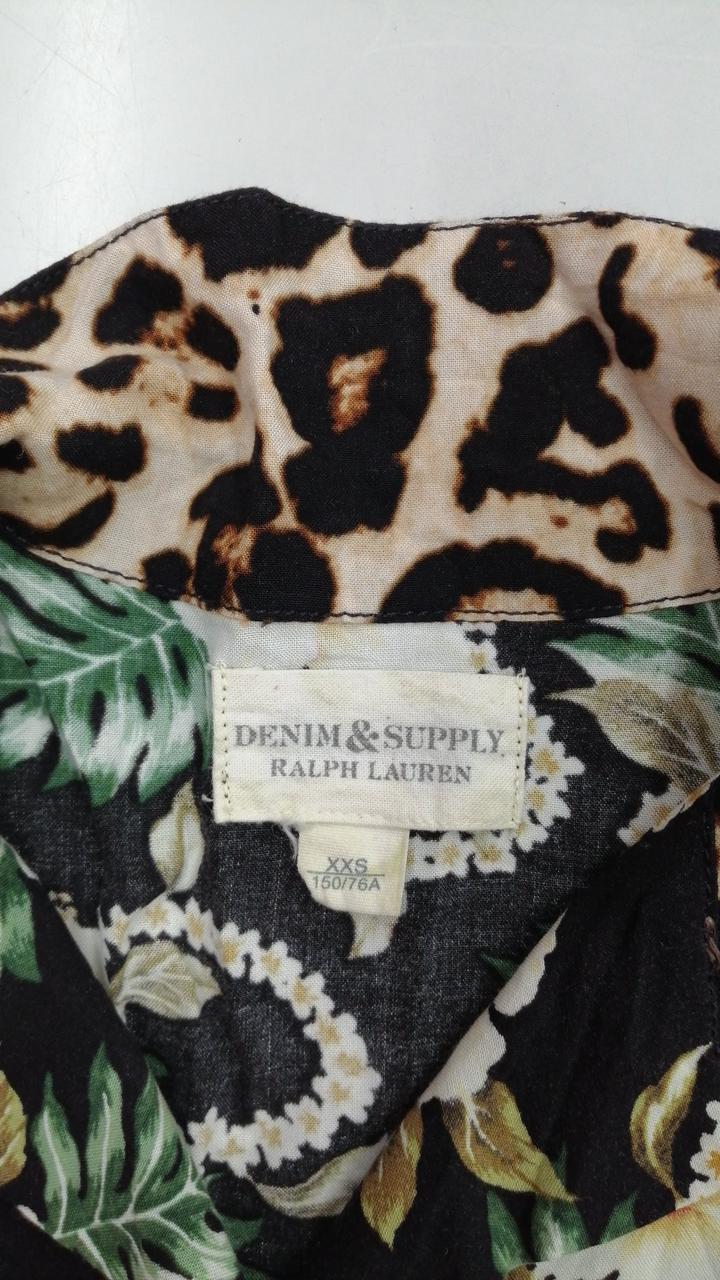 DENIM & SUPPLY
RALPH LAUREN
XXS
150/76A